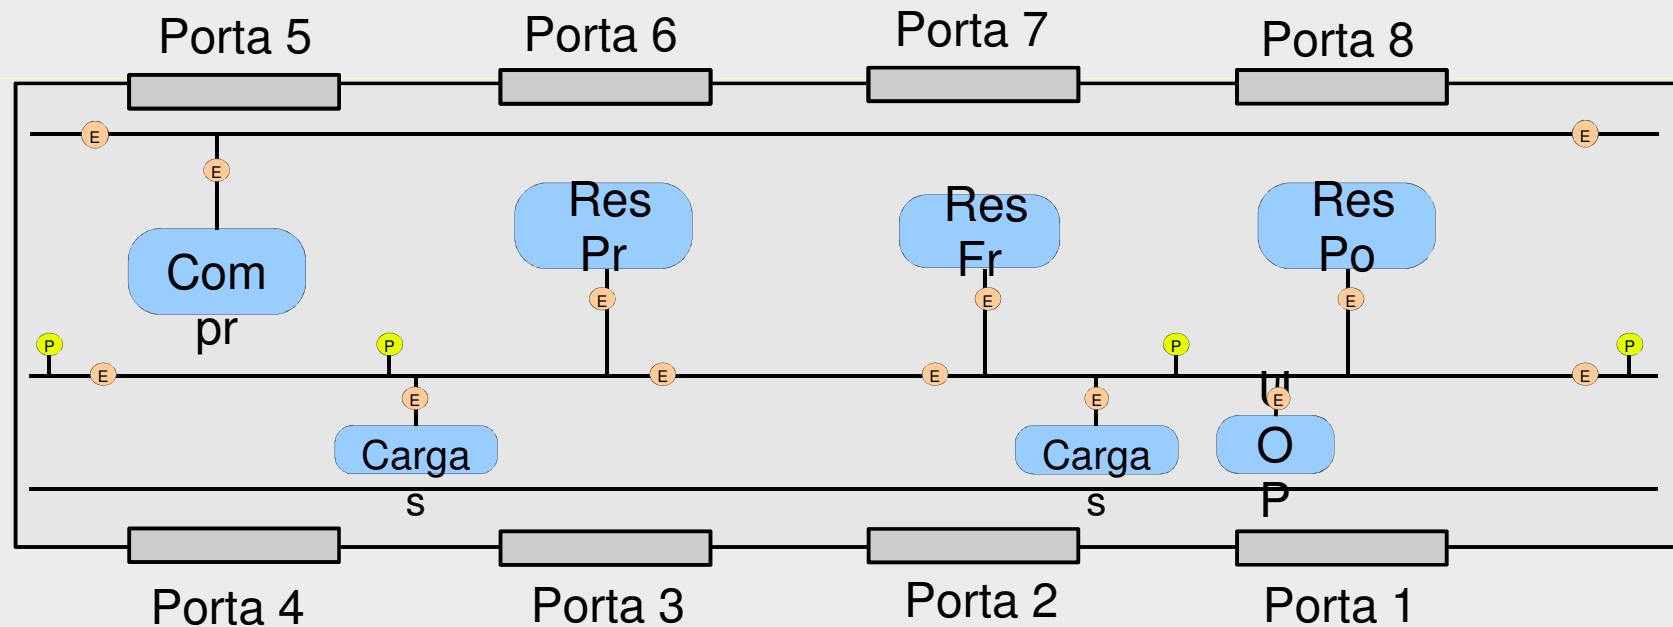 Porta 5
Porta 6
Porta 7
Porta 8
E
E
E
Res
Pr
Res
Fr
Res
Po
Com
pr
E
E
E
P
P
P
P
E
E
E
E
E
E
E
Carga
s
Carga
s
O
P
Porta 4
Porta 3
Porta 2
Porta 1